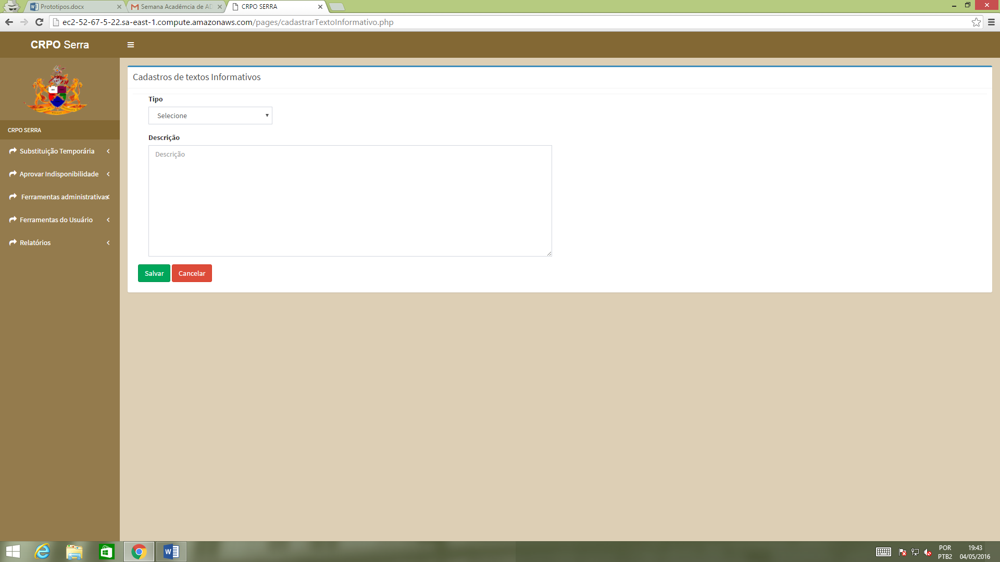 Prototipos.docx
Semana Acadêmcia de AD
CRPO SERRA
ec2-52-67-5-22.sa-east-1.compute.amazonaws.com/pages/cadastrarTextoInformativo.php
CRPO Serra
CRPO SERRA
Substituição Temporária
Aprovar Indisponibilidade
Ferramentas administrativas
Ferramentas do Usuário
Relatórios
Cadastros de textos Informativos
Tipo
Selecione
Descrição
Descrição
Salvar Cancelar
POR
PTB2
19:43
04/05/2016